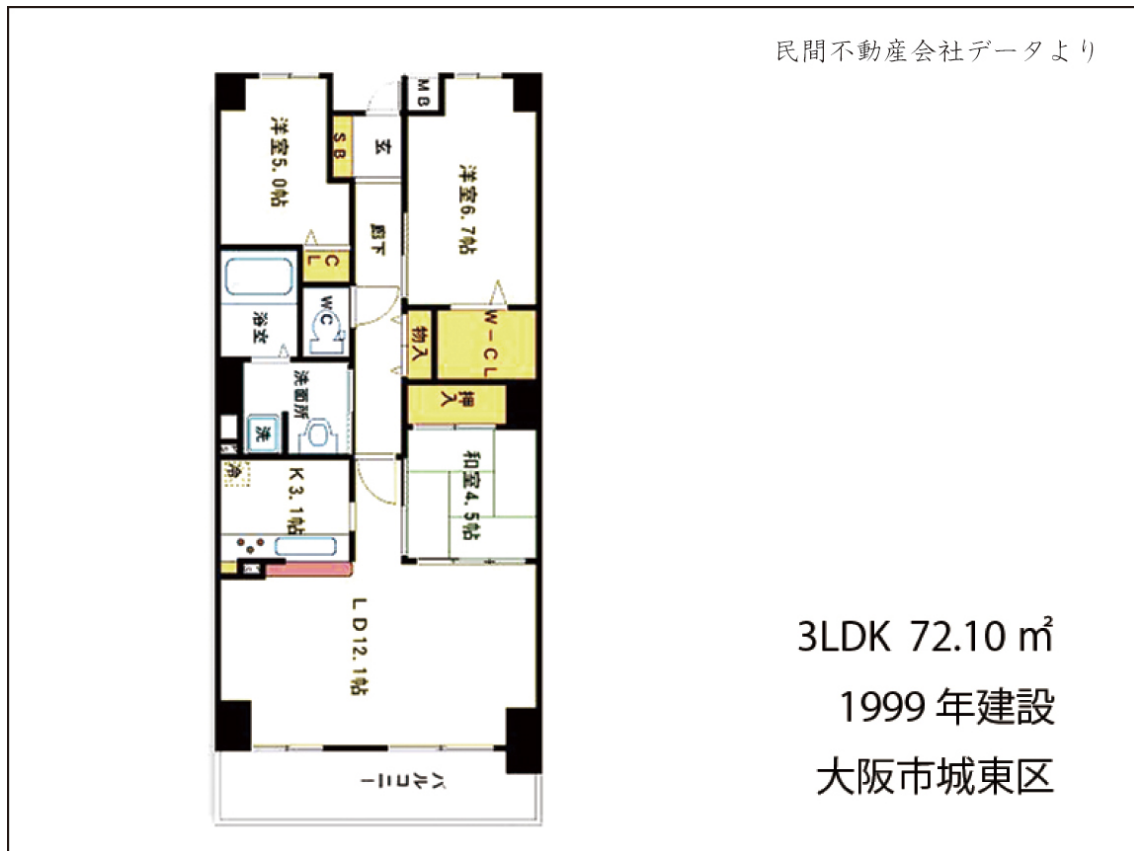 民間不動産会社データより
MB
洋室5.0帖
SB
玄
洋室6.7帖
廊下
CL
WC
浴室
物入
W-CL
洗面所
押入
洗
冷
K3.1帖
和室4.5帖
LD12.1帖
バルコニー
3LDK 72.10 ㎡
1999 年建設
大阪市城東区